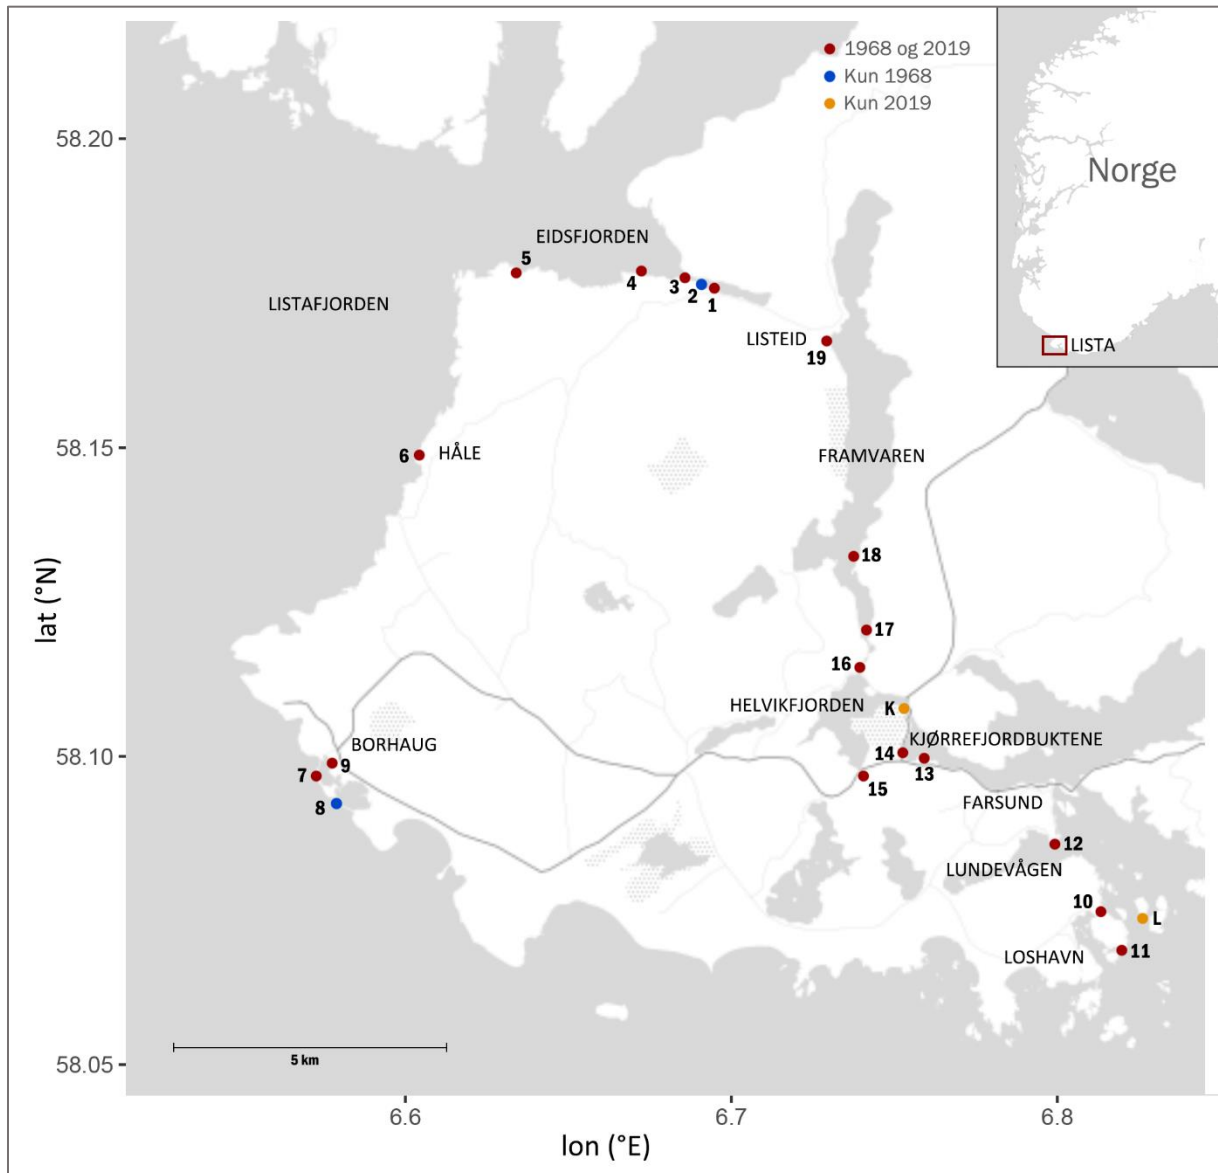 1968 og 2019
Kun 1968
Kun 2019
Norge
LISTA
58.20
EIDSFJORDEN
5
4
3
2
1
LISTAFJORDEN
LISTEID
19
58.15
6
HÅLE
FRAMVAREN
18
17
16
HELVIKFJORDEN
K
KJØRREFJORDBUKTENE
14
13
15
BORHAUG
9
7
8
58.10
FARSUND
12
LUNDEVÅGEN
10
L
11
LOSHAVN
58.05
5 km
6.6
6.7
6.8
lon (°E)
lat (°N)